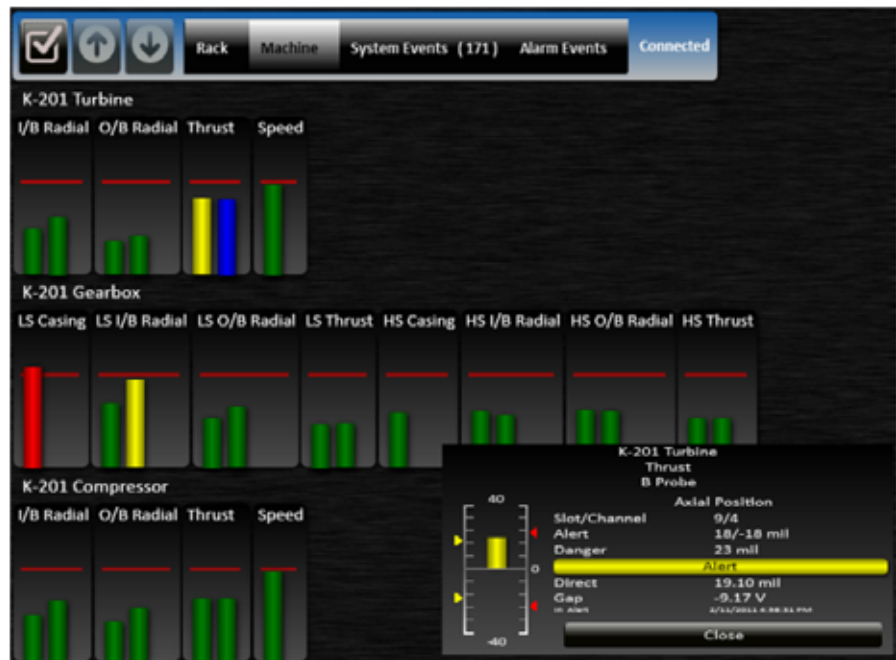 Rack Machine System Events ( 171 ) Alarm Events Connected
K-201 Turbine
I/B Radial O/B Radial Thrust Speed
K-201 Gearbox
LS Casing LS I/B Radial LS O/B Radial LS Thrust HS Casing HS I/B Radial HS O/B Radial HS Thrust
K-201 Compressor
I/B Radial O/B Radial Thrust Speed
K-201 Turbine
Thrust
B Probe
Axial Position
40
Slot/Channel 9/4
Alert 18/-18 mil
Danger 23 mil
0
Alert
Direct 19.10 mil
Gap -9.17 V
In Alert
-40
Close